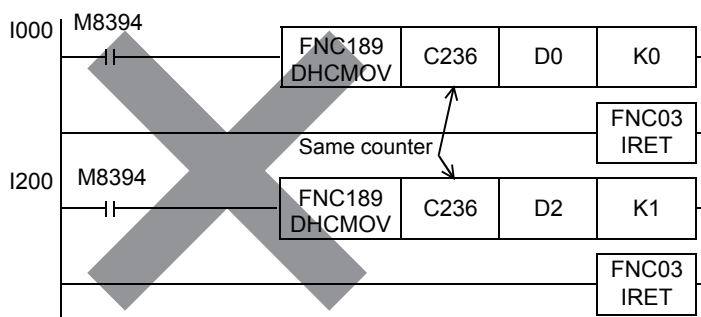 I000
M8394
FNC189
DHCMOV
C236
D0
K0
FNC03
IRET
Same counter
I200
M8394
FNC189
DHCMOV
C236
D2
K1
FNC03
IRET